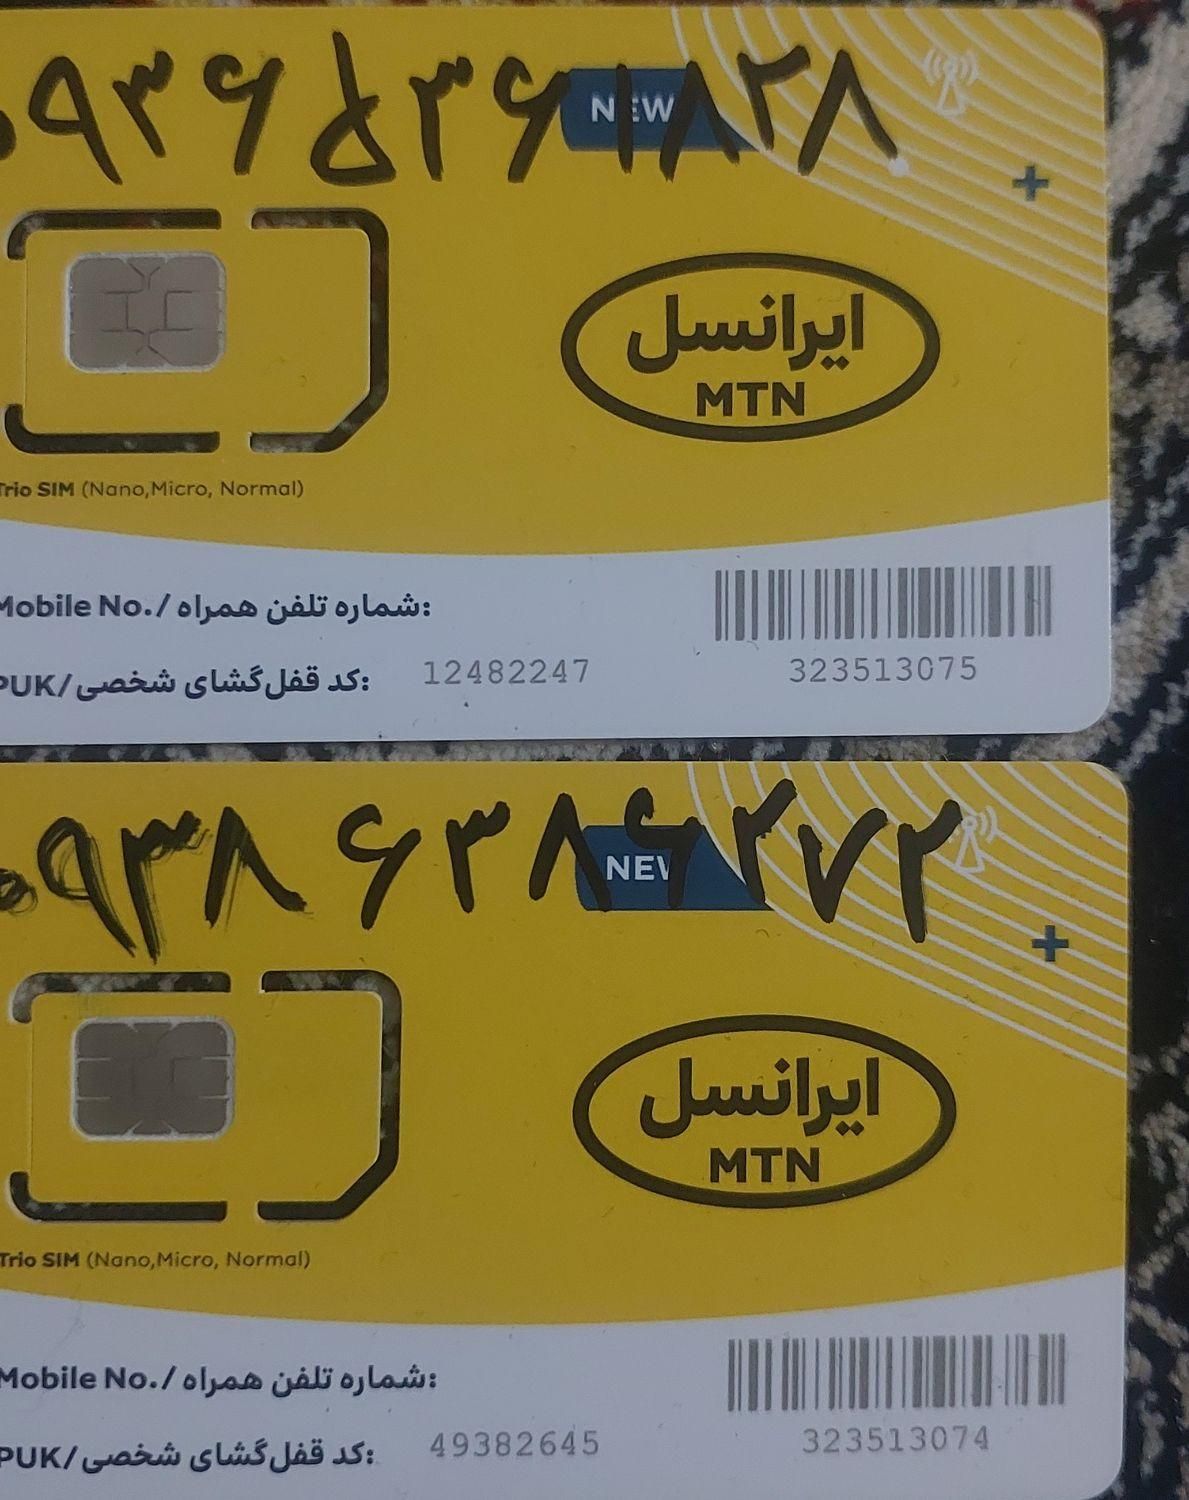 ۰۹۳۶۵۳۶۱۸۲۸
NEW
ایرانسل
MTN
Trio SIM (Nano,Micro, Normal)
Mobile No./شماره تلفن همراه:
323513075
PUK/کد قفل‌گشای شخصی: 12482247
۰۹۳۸۶۳۸۶۲۷۲
NEW
ایرانسل
MTN
Trio SIM (Nano,Micro, Normal)
Mobile No./شماره تلفن همراه:
323513074
PUK/کد قفل‌گشای شخصی: 49382645